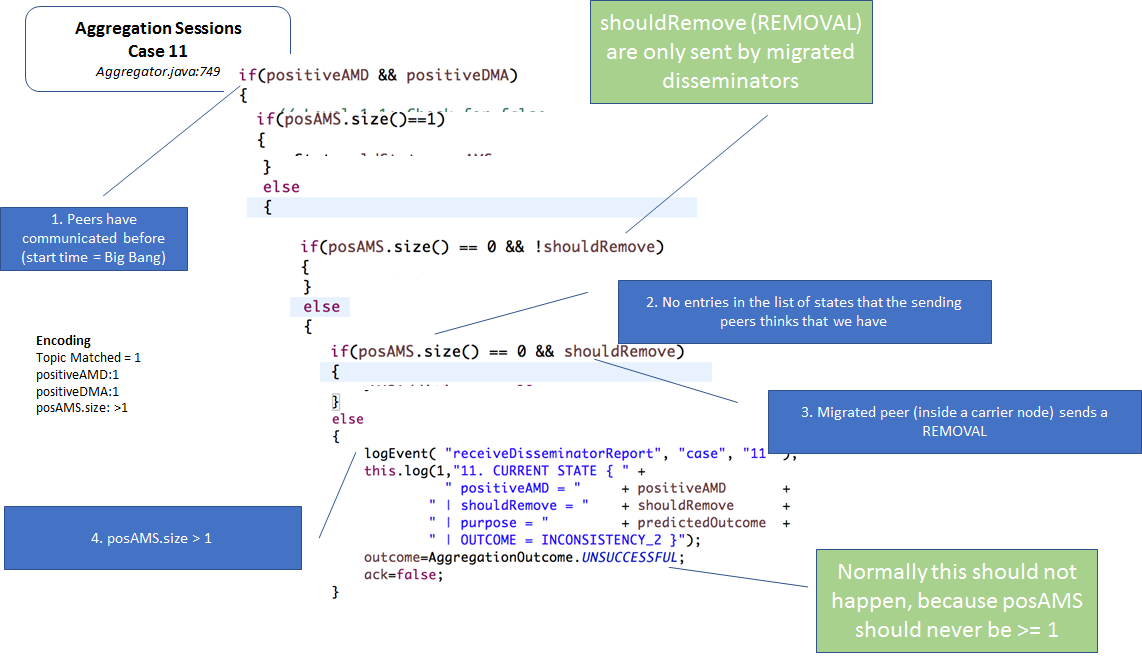 Aggregation Sessions
Case 11
Aggregator.java:749
shouldRemove (REMOVAL)
are only sent by migrated
disseminators
if(positiveAMD && positiveDMA)
{
if(posAMS.size()==1)
{
}
else
{
1. Peers have
communicated before
(start time = Big Bang)
if(posAMS.size() == 0 && !shouldRemove)
{
}
else
{
2. No entries in the list of states that the sending
peers thinks that we have
Encoding
Topic Matched = 1
positiveAMD:1
positiveDMA:1
posAMS.size: >1
if(posAMS.size() == 0 && shouldRemove)
{
}
else
{
3. Migrated peer (inside a carrier node) sends a
REMOVAL
logEvent( "receiveDisseminatorReport", "case", "11 );
this.log(1,"11. CURRENT STATE { " +
" positiveAMD = " + positiveAMD +
" | shouldRemove = " + shouldRemove +
" | purpose = " + predictedOutcome +
" | OUTCOME = INCONSISTENCY_2 }");
outcome=AggregationOutcome.UNSUCCESSFUL;
ack=false;
}
4. posAMS.size > 1
Normally this should not
happen, because posAMS
should never be >= 1